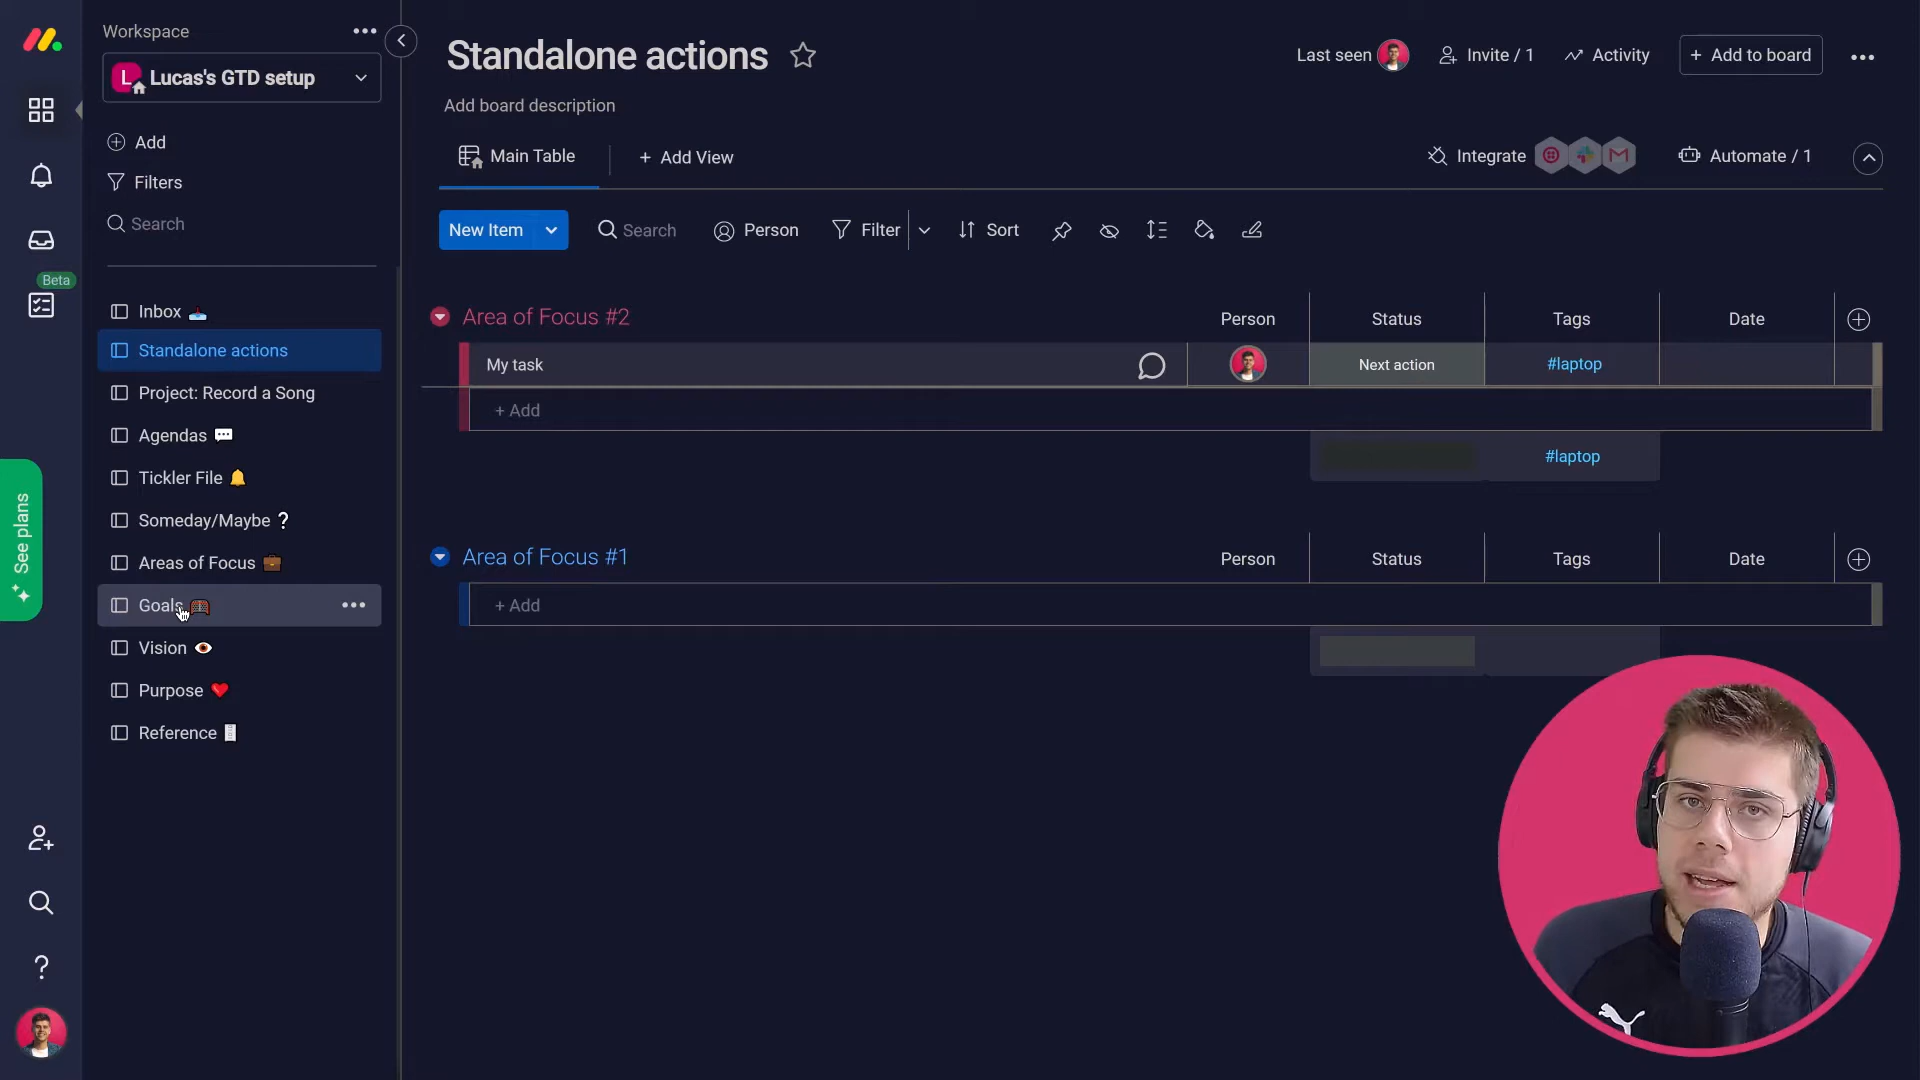 Workspace
L Lucas's GTD setup
Add
Filters
Search
Beta
See plans
Inbox
Standalone actions
Project: Record a Song
Agendas
Tickler File
Someday/Maybe ?
Areas of Focus
Goals
Vision
Purpose
Reference
Standalone actions
Last seen
Invite / 1
Activity
+ Add to board
Add board description
Main Table
+ Add View
Integrate
Automate / 1
New Item
Search
Person
Filter
Sort
Area of Focus #2
Person
Status
Tags
Date
My task
Next action
#laptop
+ Add
#laptop
Area of Focus #1
Person
Status
Tags
Date
+ Add